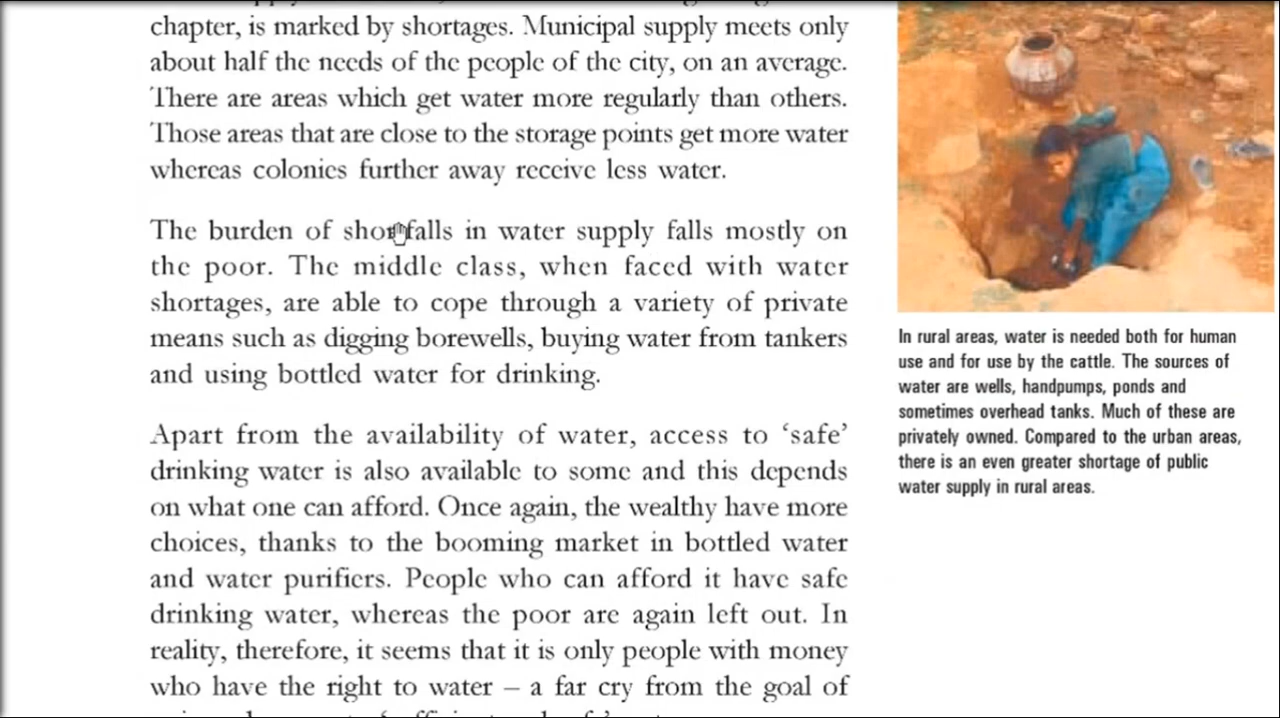 chapter, is marked by shortages. Municipal supply meets only
about half the needs of the people of the city, on an average.
There are areas which get water more regularly than others.
Those areas that are close to the storage points get more water
whereas colonies further away receive less water.
The burden of shortfalls in water supply falls mostly on
the poor. The middle class, when faced with water
shortages, are able to cope through a variety of private
means such as digging borewells, buying water from tankers
and using bottled water for drinking.
Apart from the availability of water, access to ‘safe’
drinking water is also available to some and this depends
on what one can afford. Once again, the wealthy have more
choices, thanks to the booming market in bottled water
and water purifiers. People who can afford it have safe
drinking water, whereas the poor are again left out. In
reality, therefore, it seems that it is only people with money
who have the right to water – a far cry from the goal of
In rural areas, water is needed both for human
use and for use by the cattle. The sources of
water are wells, handpumps, ponds and
sometimes overhead tanks. Much of these are
privately owned. Compared to the urban areas,
there is an even greater shortage of public
water supply in rural areas.